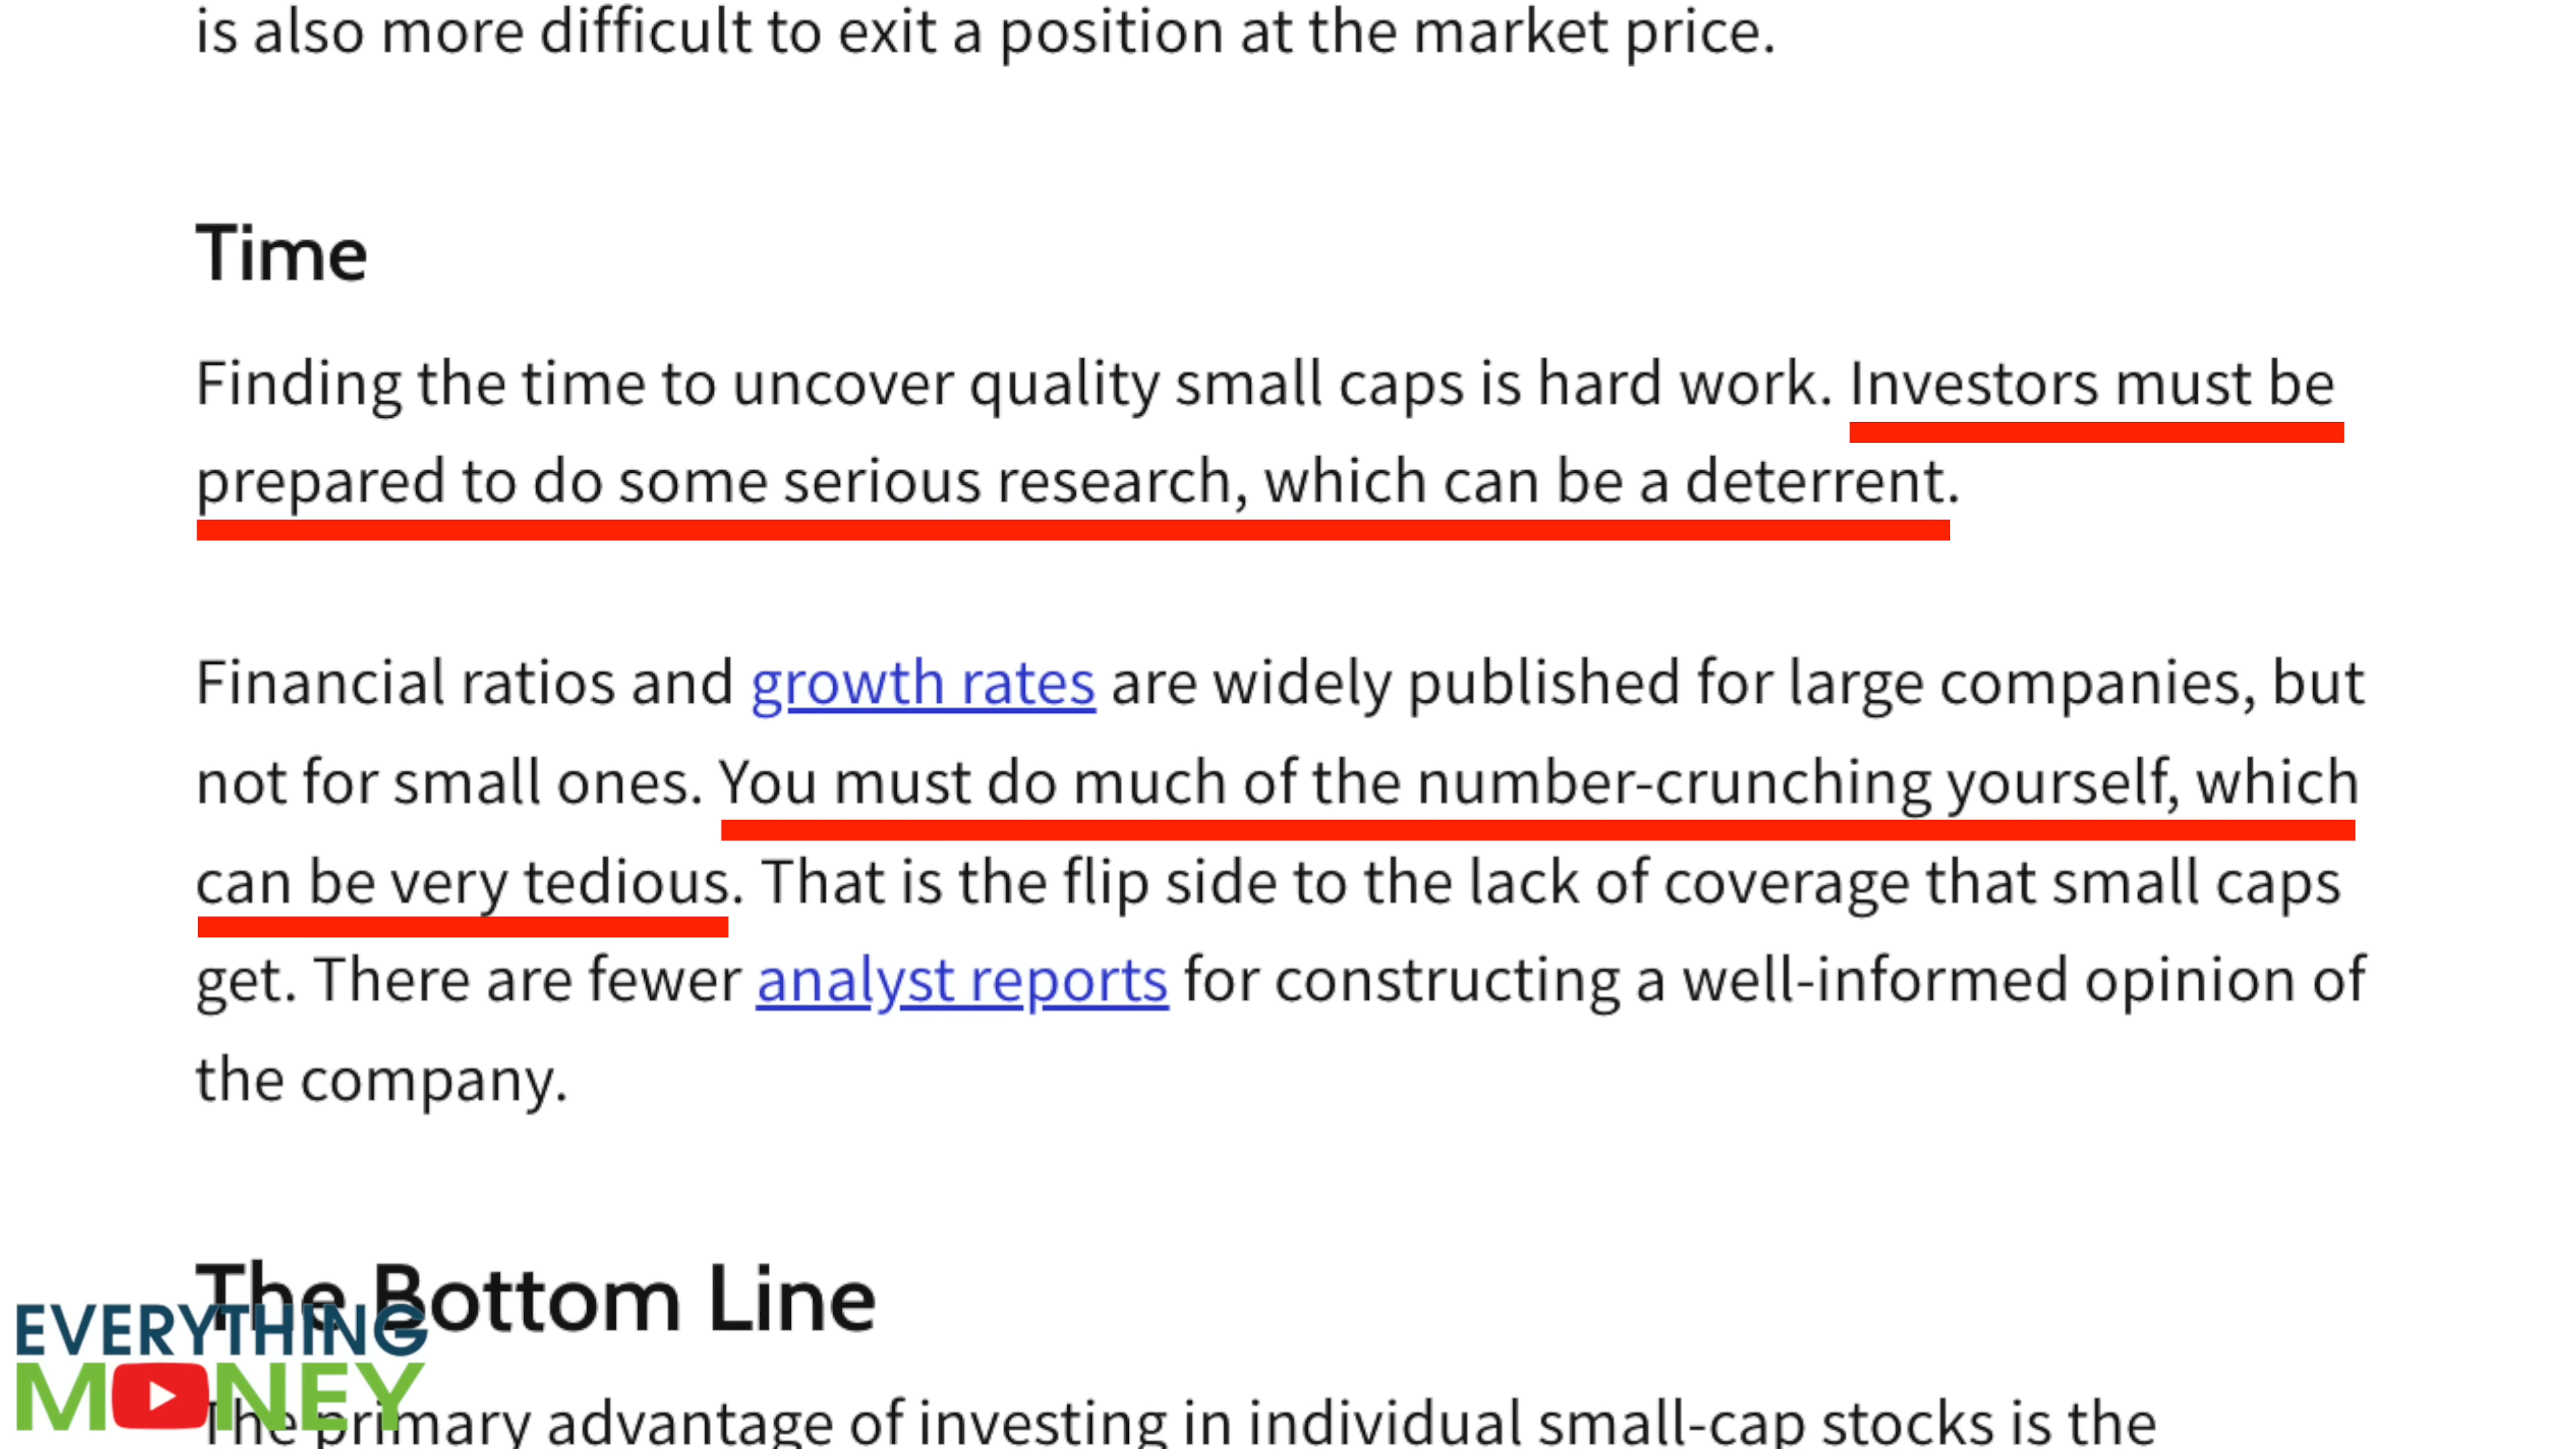 is also more difficult to exit a position at the market price.
Time
Finding the time to uncover quality small caps is hard work. Investors must be
prepared to do some serious research, which can be a deterrent.
Financial ratios and growth rates are widely published for large companies, but
not for small ones. You must do much of the number-crunching yourself, which
can be very tedious. That is the flip side to the lack of coverage that small caps
get. There are fewer analyst reports for constructing a well-informed opinion of
the company.
The Bottom Line
EVERYTHING
MONEY
The primary advantage of investing in individual small-cap stocks is the